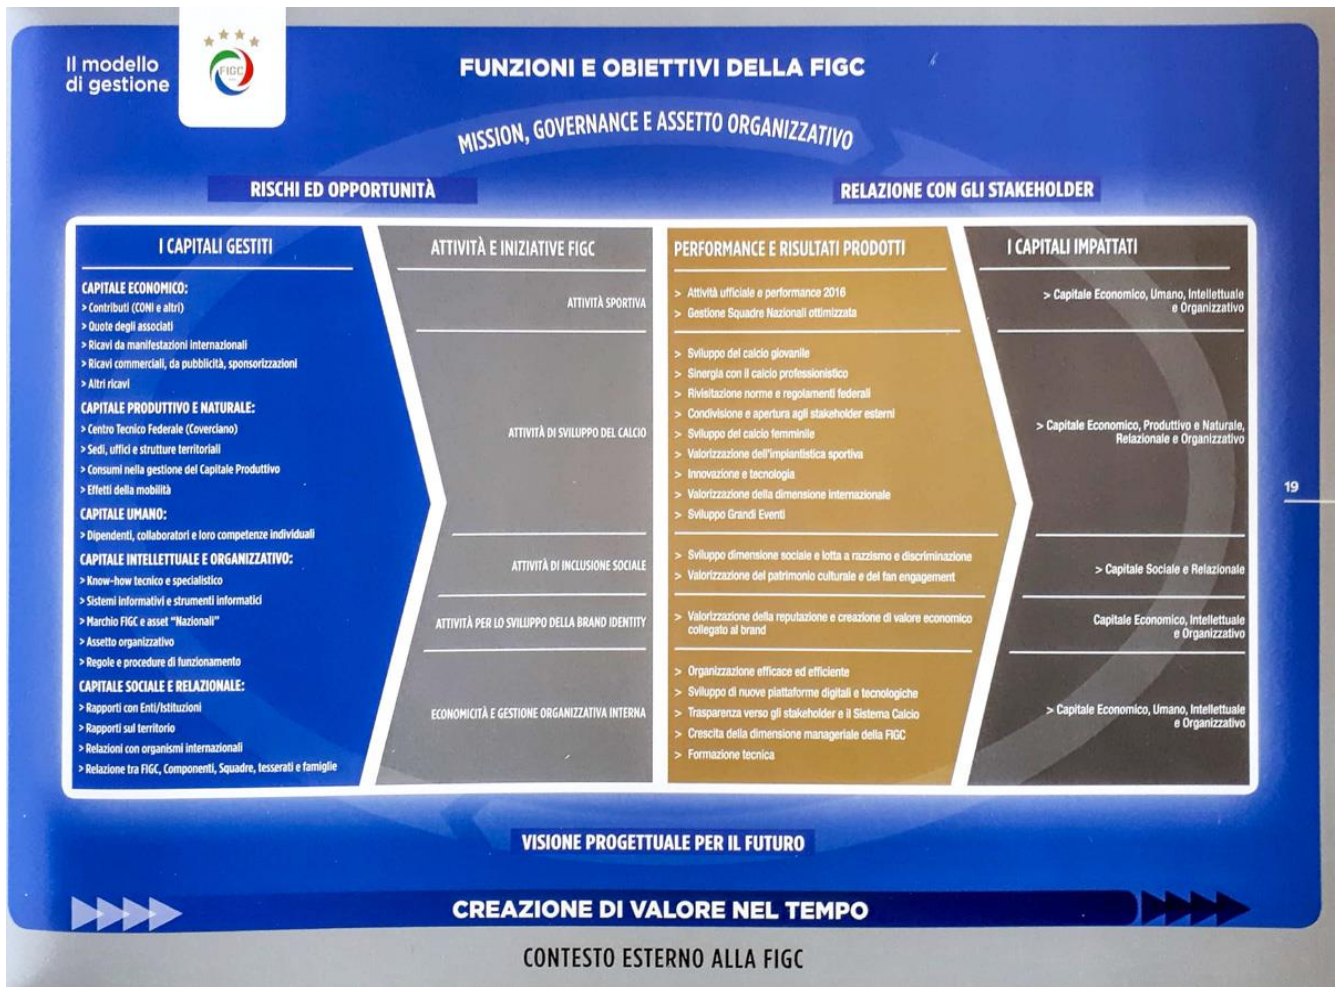 Il modello
di gestione
FIGC
FUNZIONI E OBIETTIVI DELLA FIGC
MISSION, GOVERNANCE E ASSETTO ORGANIZZATIVO
RISCHI ED OPPORTUNITÀ
RELAZIONE CON GLI STAKEHOLDER
I CAPITALI GESTITI
CAPITALE ECONOMICO:
> Contributi (CONI e altri)
> Quote degli associati
> Ricavi da manifestazioni internazionali
> Ricavi commerciali, da pubblicità, sponsorizzazioni
> Altri ricavi
CAPITALE PRODUTTIVO E NATURALE:
> Centro Tecnico Federale (Coverciano)
> Sedi, uffici e strutture territoriali
> Consumi nella gestione del Capitale Produttivo
> Effetti della mobilità
CAPITALE UMANO:
> Dipendenti, collaboratori e loro competenze individuali
CAPITALE INTELLETTUALE E ORGANIZZATIVO:
> Know-how tecnico e specialistico
> Sistemi informativi e strumenti informatici
> Marchio FIGC e asset "Nazionali"
> Assetto organizzativo
> Regole e procedure di funzionamento
CAPITALE SOCIALE E RELAZIONALE:
> Rapporti con Enti/Istituzioni
> Rapporti sul territorio
> Relazioni con organismi internazionali
> Relazione tra FIGC, Componenti, Squadre, tesserati e famiglie
ATTIVITÀ E INIZIATIVE FIGC
ATTIVITÀ SPORTIVA
ATTIVITÀ DI SVILUPPO DEL CALCIO
ATTIVITÀ DI INCLUSIONE SOCIALE
ATTIVITÀ PER LO SVILUPPO DELLA BRAND IDENTITY
ECONOMICITÀ E GESTIONE ORGANIZZATIVA INTERNA
PERFORMANCE E RISULTATI PRODOTTI
> Attività ufficiale e performance 2016
> Gestione Squadre Nazionali ottimizzata
> Sviluppo del calcio giovanile
> Sinergia con il calcio professionistico
> Rivisitazione norme e regolamenti federali
> Condivisione e apertura agli stakeholder esterni
> Sviluppo del calcio femminile
> Valorizzazione dell'impiantistica sportiva
> Innovazione e tecnologia
> Valorizzazione della dimensione internazionale
> Sviluppo Grandi Eventi
> Sviluppo dimensione sociale e lotta a razzismo e discriminazione
> Valorizzazione del patrimonio culturale e del fan engagement
> Valorizzazione della reputazione e creazione di valore economico
collegato al brand
> Organizzazione efficace ed efficiente
> Sviluppo di nuove piattaforme digitali e tecnologiche
> Trasparenza verso gli stakeholder e il Sistema Calcio
> Crescita della dimensione manageriale della FIGC
> Formazione tecnica
I CAPITALI IMPATTATI
> Capitale Economico, Umano, Intellettuale
e Organizzativo
> Capitale Economico, Produttivo e Naturale,
Relazionale e Organizzativo
> Capitale Sociale e Relazionale
Capitale Economico, Intellettuale
e Organizzativo
> Capitale Economico, Umano, Intellettuale
e Organizzativo
19
VISIONE PROGETTUALE PER IL FUTURO
CREAZIONE DI VALORE NEL TEMPO
CONTESTO ESTERNO ALLA FIGC